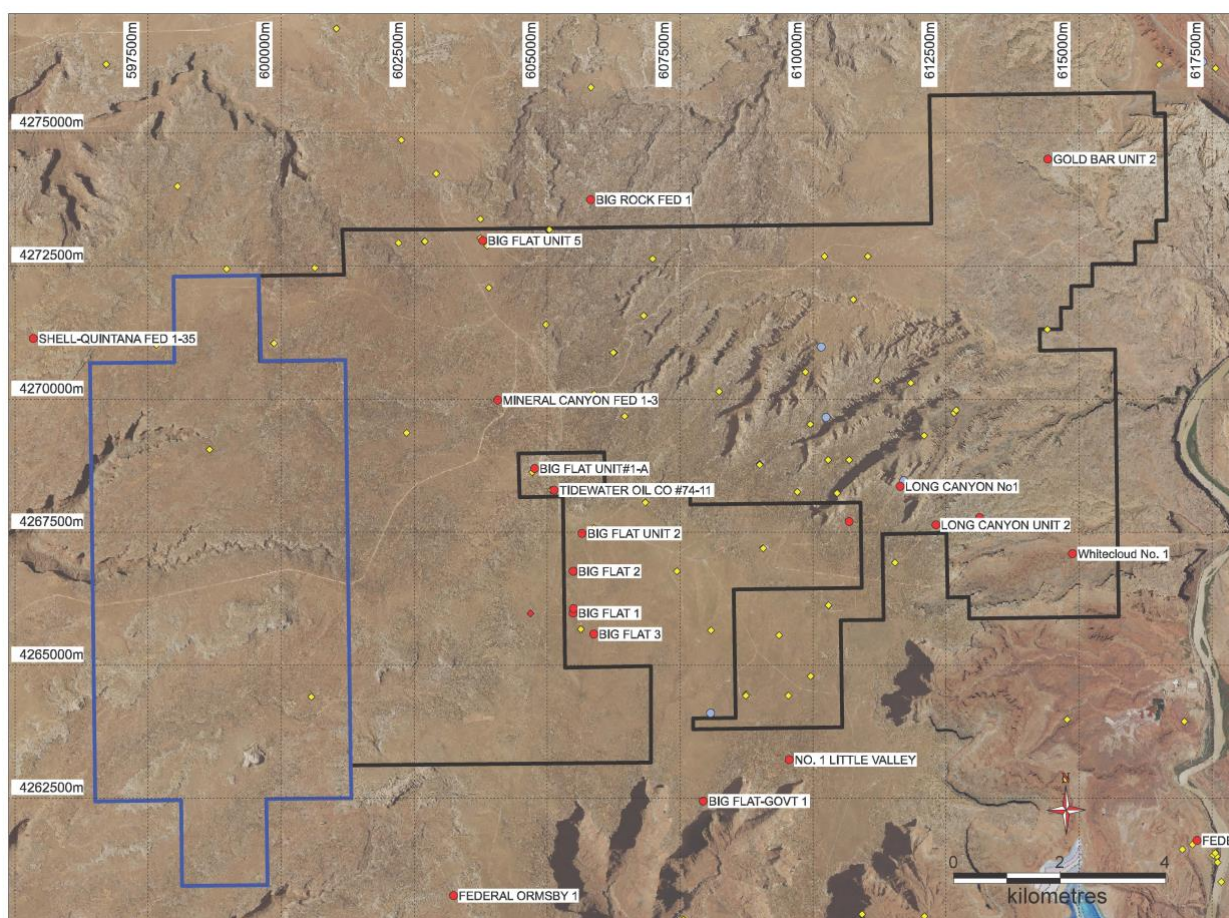 597500m
600000m
602500m
605000m
607500m
610000m
612500m
615000m
617500m
4275000m
GOLD BAR UNIT 2
BIG ROCK FED 1
BIG FLAT UNIT 5
4272500m
SHELL-QUINTANA FED 1-35
4270000m
MINERAL CANYON FED 1-3
BIG FLAT UNIT#1-A
TIDEWATER OIL CO #74-11
LONG CANYON No1
4267500m
LONG CANYON UNIT 2
BIG FLAT UNIT 2
Whitecloud No. 1
BIG FLAT 2
BIG FLAT 1
BIG FLAT 3
4265000m
NO. 1 LITTLE VALLEY
4262500m
BIG FLAT-GOVT 1
N
FEDE
0 2 4
kilometres
FEDERAL ORMSBY 1